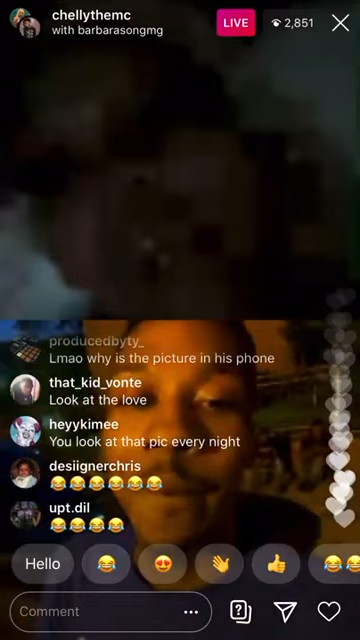 chellythemc
LIVE
2,851
with barbarasongmg
producedbyty_
Lmao why is the picture in his phone
that_kid_vonte
Look at the love
heyykimee
You look at that pic every night
desiignerchris
😂😂😂😂😂😂
upt.dil
😂😂😂😂
Hello 😂 😍 👋 👍 😂😂
Comment